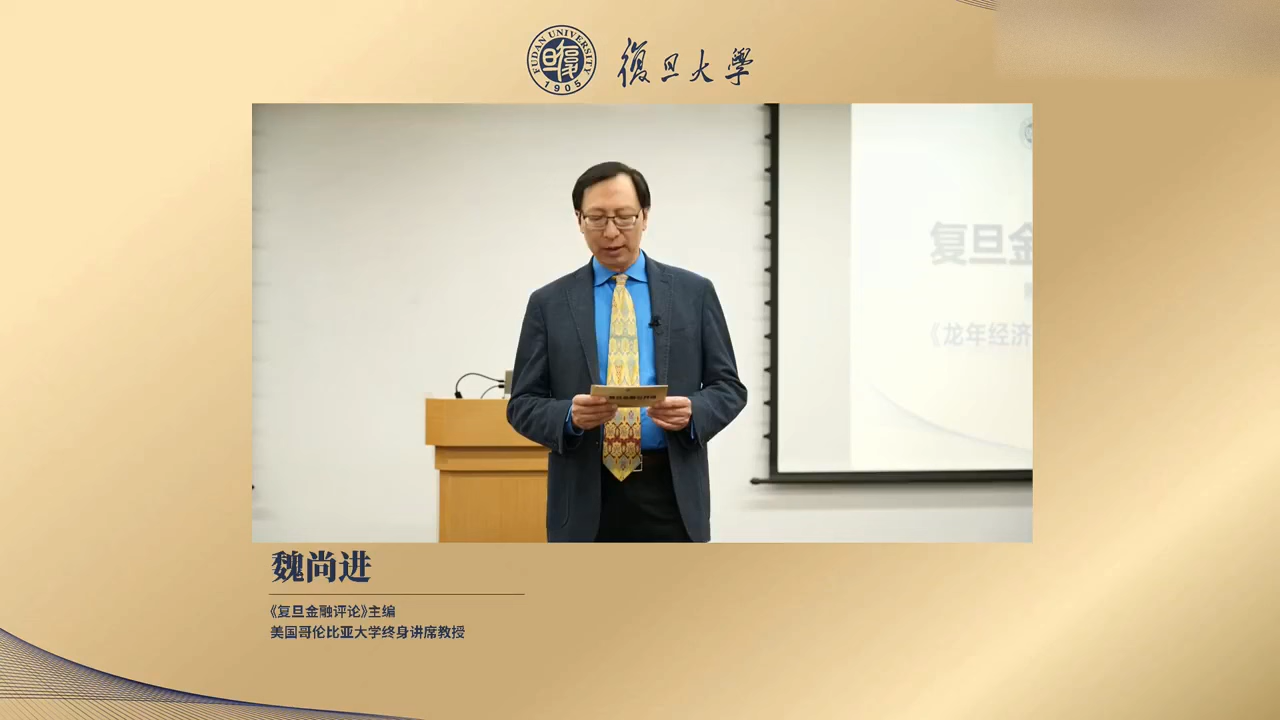 FUDAN UNIVERSITY
1905
復旦大學
复旦金
《龙年经济
魏尚进
《复旦金融评论》主编
美国哥伦比亚大学终身讲席教授